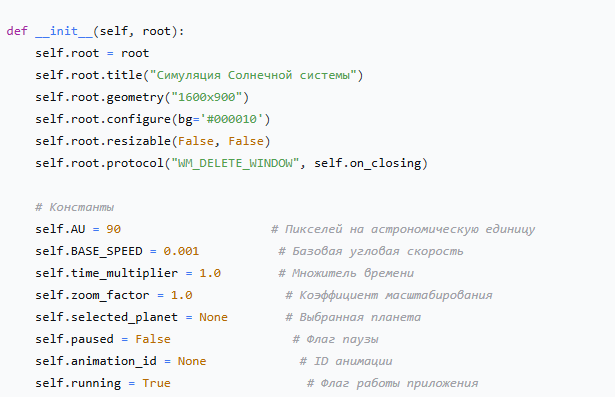 def __init__(self, root):
    self.root = root
    self.root.title("Симуляция Солнечной системы")
    self.root.geometry("1600x900")
    self.root.configure(bg='#000010')
    self.root.resizable(False, False)
    self.root.protocol("WM_DELETE_WINDOW", self.on_closing)

    # Константы
    self.AU = 90                     # Пикселей на астрономическую единицу
    self.BASE_SPEED = 0.001           # Базовая угловая скорость
    self.time_multiplier = 1.0        # Множитель времени
    self.zoom_factor = 1.0             # Коэффициент масштабирования
    self.selected_planet = None        # Выбранная планета
    self.paused = False                 # Флаг паузы
    self.animation_id = None             # ID анимации
    self.running = True                   # Флаг работы приложения